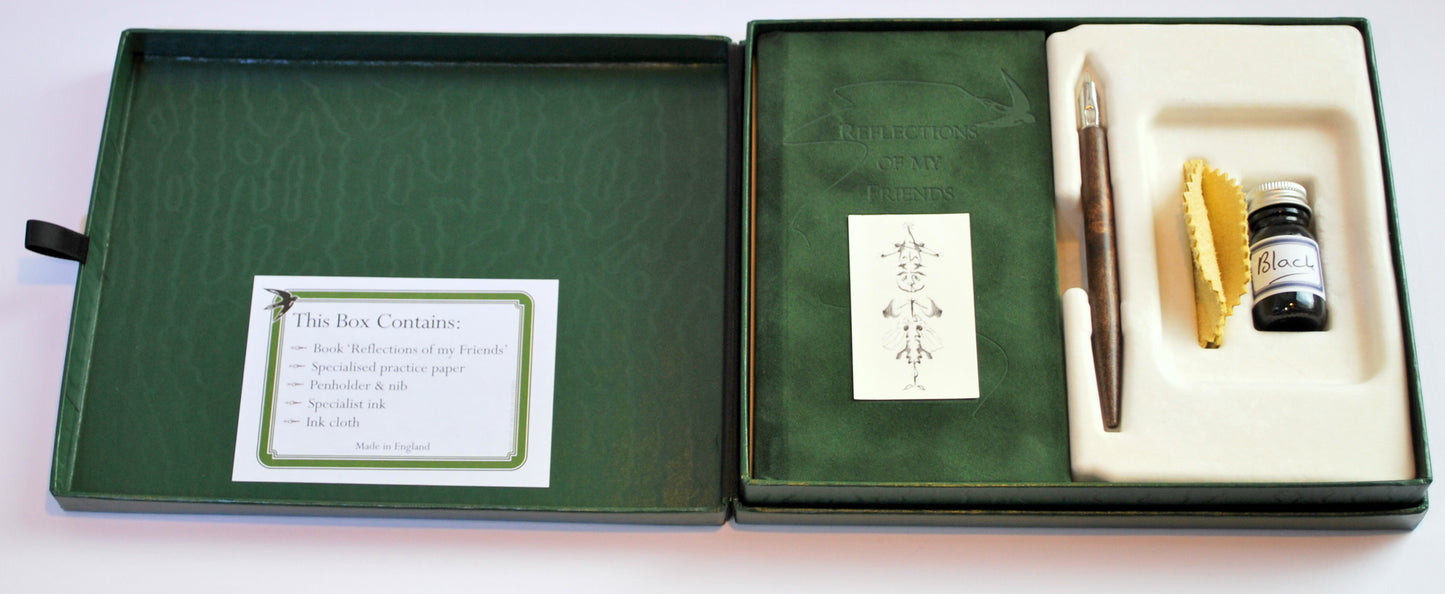 This Box Contains:
Book 'Reflections of my Friends'
Specialised practice paper
Penholder & nib
Specialist ink
Ink cloth
Made in England
Reflections
of my
Friends
Black